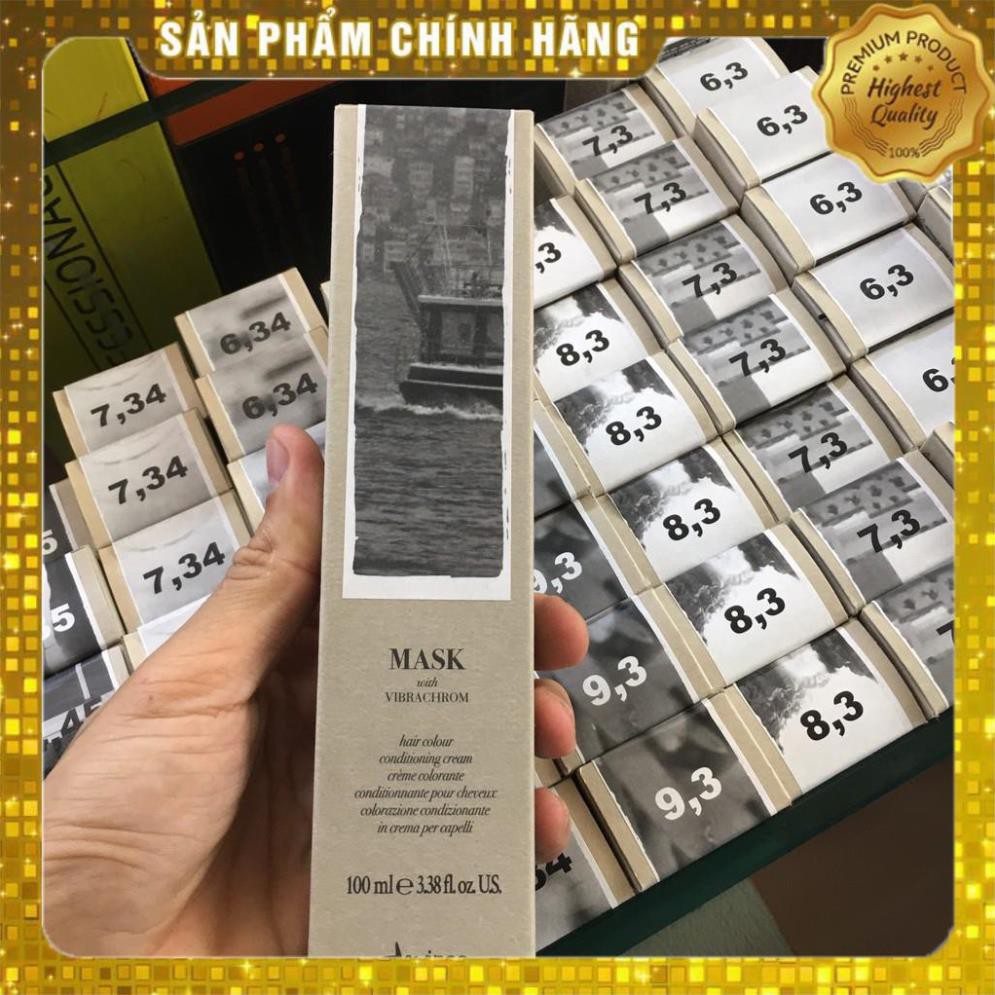 SẢN PHẨM CHÍNH HÃNG
PREMIUM PRODUCT
Highest
Quality
100%
6,3
6,3
7,3
7,3
6,3
,3
7,3
6,3
6,34
8,3
7,3
6,
7,34
6,34
8,3
7,3
7,34
8,3
7,3
7,34
9,3
8,3
9,3
8,3
9,3
MASK
with
VIBRACHROM
hair colour
conditioning cream
crème colorante
conditionnante pour cheveux
colorazione condizionante
in crema per capelli
100 ml e 3.38 fl. oz. U.S.